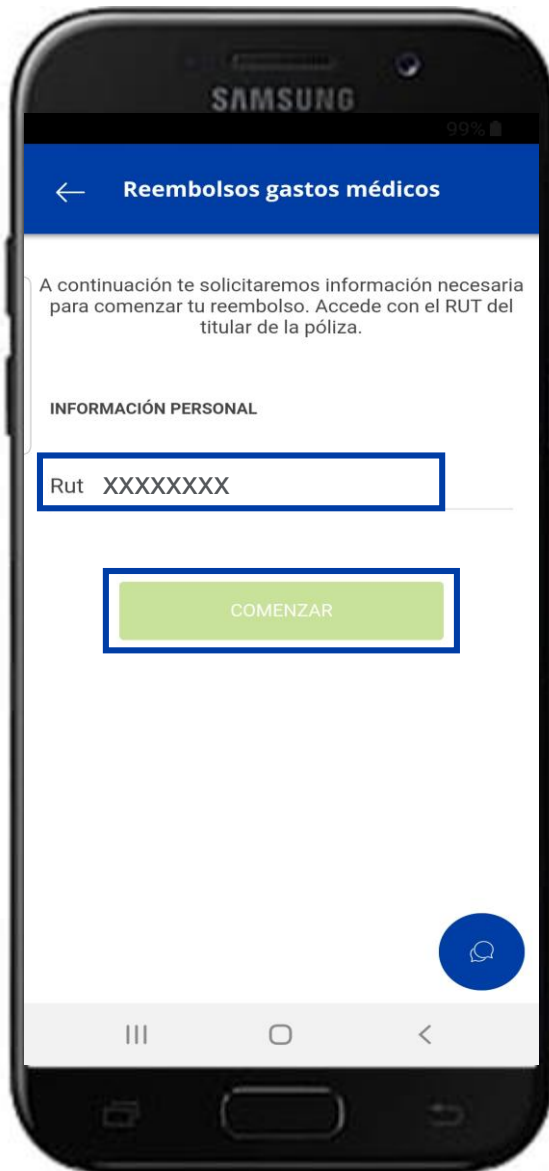 SAMSUNG
99%
Reembolsos gastos médicos
A continuación te solicitaremos información necesaria
para comenzar tu reembolso. Accede con el RUT del
titular de la póliza.
INFORMACIÓN PERSONAL
Rut XXXXXXXX
COMENZAR